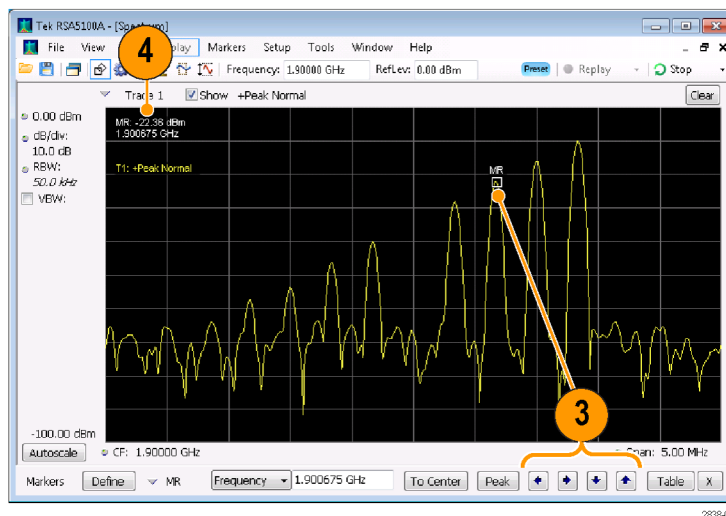 Tek RSA5100A - [Spectrum]
File View Markers Setup Tools Window Help
Frequency: 1.90000 GHz RefLev: 0.00 dBm Preset Replay Stop
4
Trace 1 Show +Peak Normal Clear
0.00 dBm
dB/div:
10.0 dB
RBW:
50.0 kHz
VBW:
MR: -22.36 dBm
1.900675 GHz
T1: +Peak Normal
MR
3
-100.00 dBm
Autoscale CF: 1.90000 GHz Span: 5.00 MHz
Markers Define MR Frequency 1.900675 GHz To Center Peak Table X